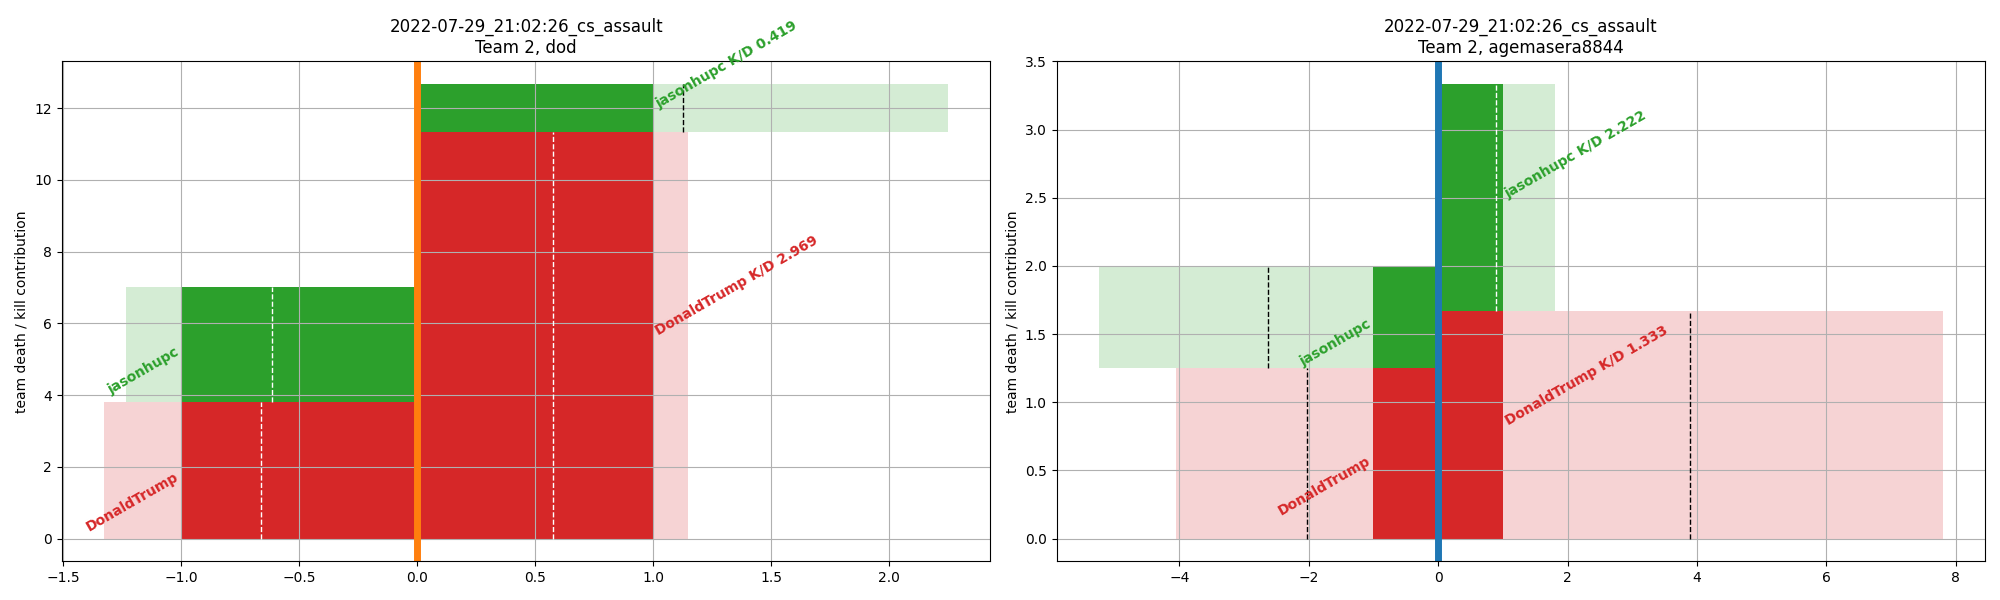 2022-07-29_21:02:26_cs_assault
Team 2, dod
team death / kill contribution
12
10
8
6
4
2
0
−1.5 −1.0 −0.5 0.0 0.5 1.0 1.5 2.0
jasonhupc K/D 0.419
DonaldTrump K/D 2.969
jasonhupc
DonaldTrump
2022-07-29_21:02:26_cs_assault
Team 2, agemasera8844
team death / kill contribution
3.5
3.0
2.5
2.0
1.5
1.0
0.5
0.0
−4 −2 0 2 4 6 8
jasonhupc K/D 2.222
DonaldTrump K/D 1.333
jasonhupc
DonaldTrump